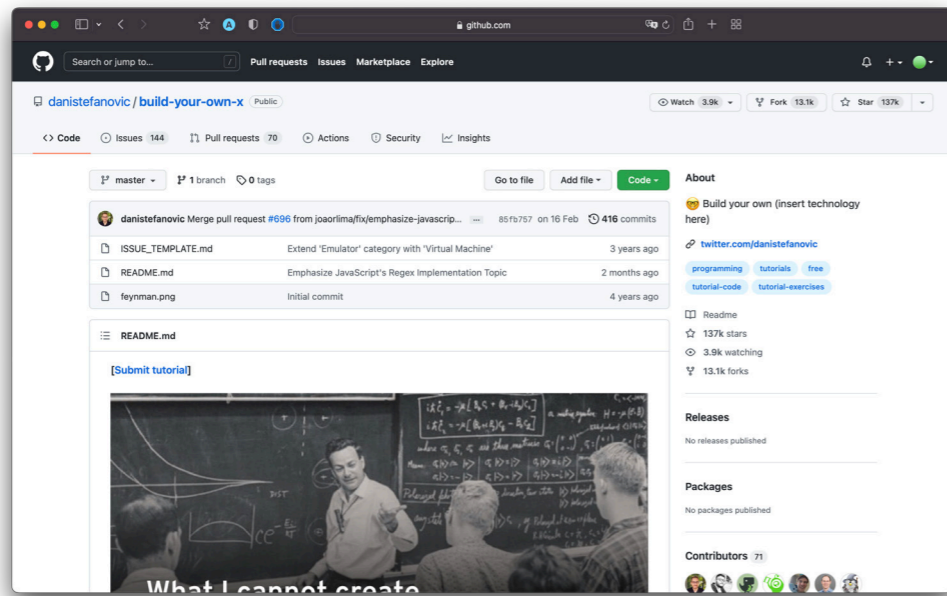 github.com
Search or jump to... /
Pull requests Issues Marketplace Explore
danistefanovic / build-your-own-x Public
Watch 3.9k
Fork 13.1k
Star 137k
Code
Issues 144
Pull requests 70
Actions
Security
Insights
master
1 branch
0 tags
Go to file
Add file
Code
danistefanovic Merge pull request #696 from joaorlima/fix/emphasize-javascrip... ... 85fb757 on 16 Feb 416 commits
ISSUE_TEMPLATE.md Extend 'Emulator' category with 'Virtual Machine' 3 years ago
README.md Emphasize JavaScript's Regex Implementation Topic 2 months ago
feynman.png Initial commit 4 years ago
README.md
[Submit tutorial]
DIST
What I cannot create
About
Build your own (insert technology
here)
twitter.com/danistefanovic
programming tutorials free
tutorial-code tutorial-exercises
Readme
137k stars
3.9k watching
13.1k forks
Releases
No releases published
Packages
No packages published
Contributors 71